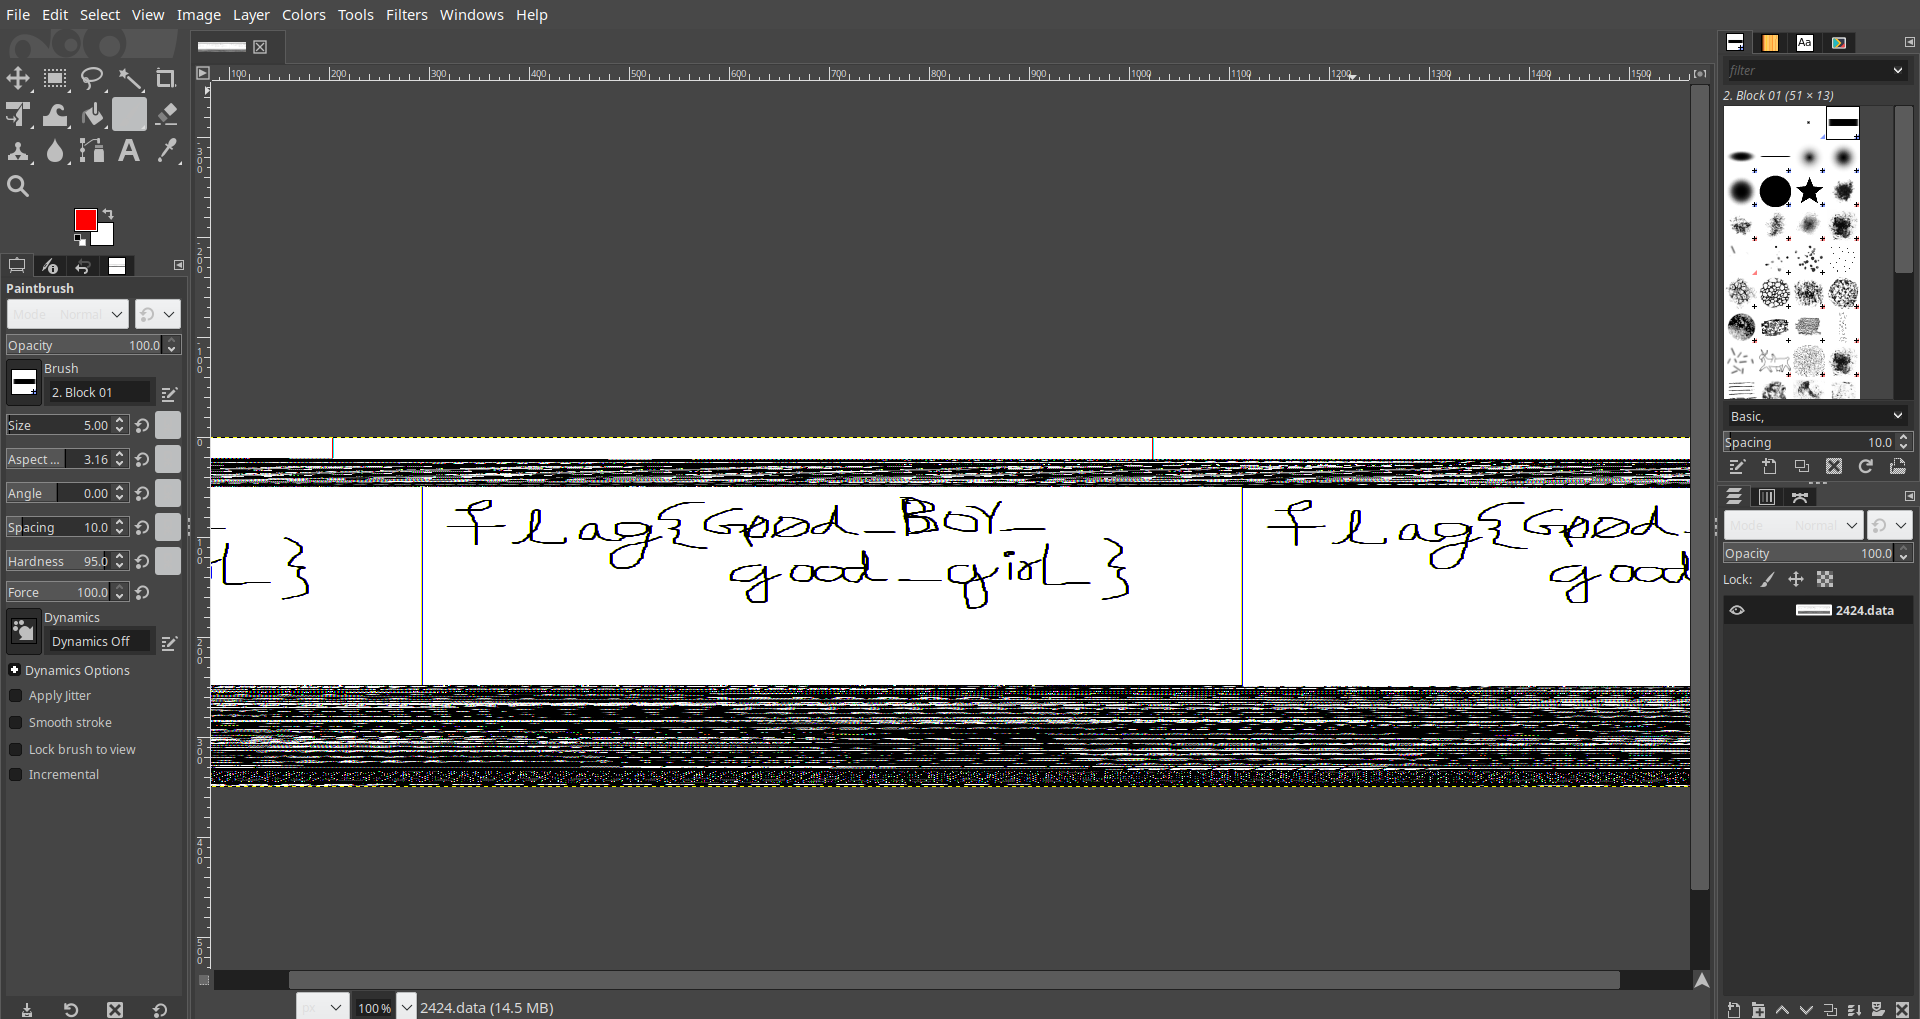 File Edit Select View Image Layer Colors Tools Filters Windows Help
100 200 300 400 500 600 700 800 900 1000 1100 1200 1300 1400 1500
filter
2. Block 01 (51 × 13)
Paintbrush
Mode Normal
Opacity 100.0
Brush
2. Block 01
Size 5.00
Aspect ... 3.16
Angle 0.00
Spacing 10.0
Hardness 95.0
Force 100.0
Dynamics
Dynamics Off
Dynamics Options
Apply Jitter
Smooth stroke
Lock brush to view
Incremental
flag{Good_BoY_
good_girL_}
flag{Good_
good
rL_}
px 100 % 2424.data (14.5 MB)
Basic,
Spacing 10.0
Mode Normal
Opacity 100.0
Lock:
2424.data